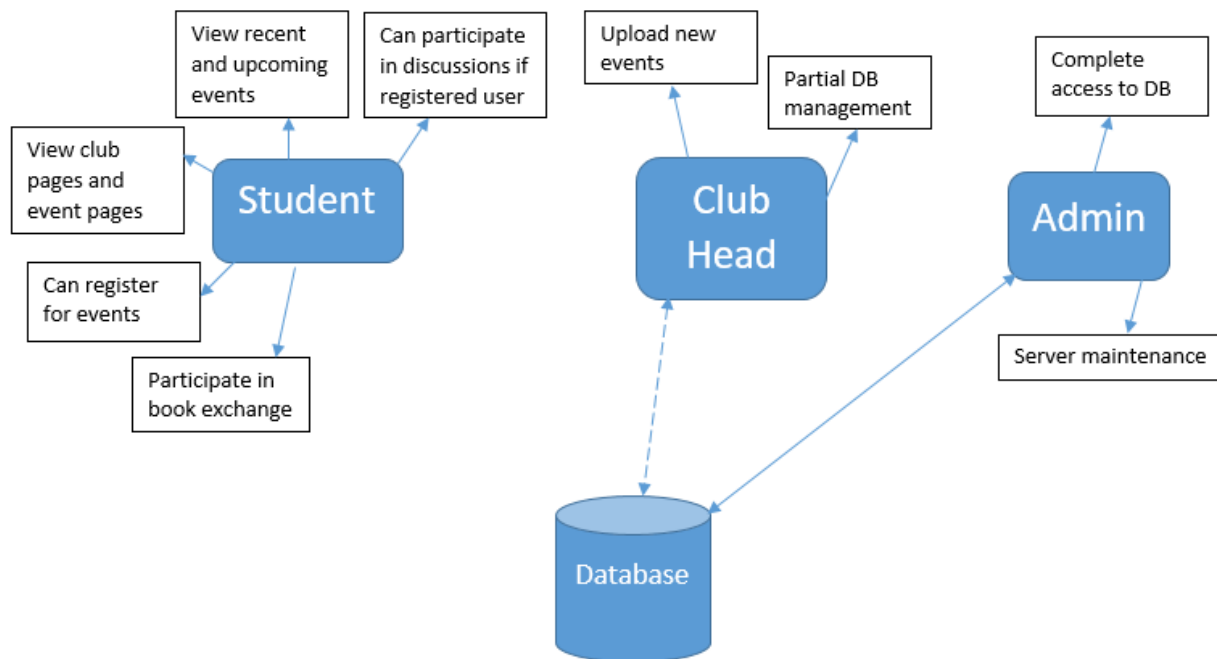 View recent
and upcoming
events
Can participate
in discussions if
registered user
View club
pages and
event pages
Student
Can register
for events
Participate in
book exchange
Upload new
events
Partial DB
management
Club
Head
Complete
access to DB
Admin
Server maintenance
Database